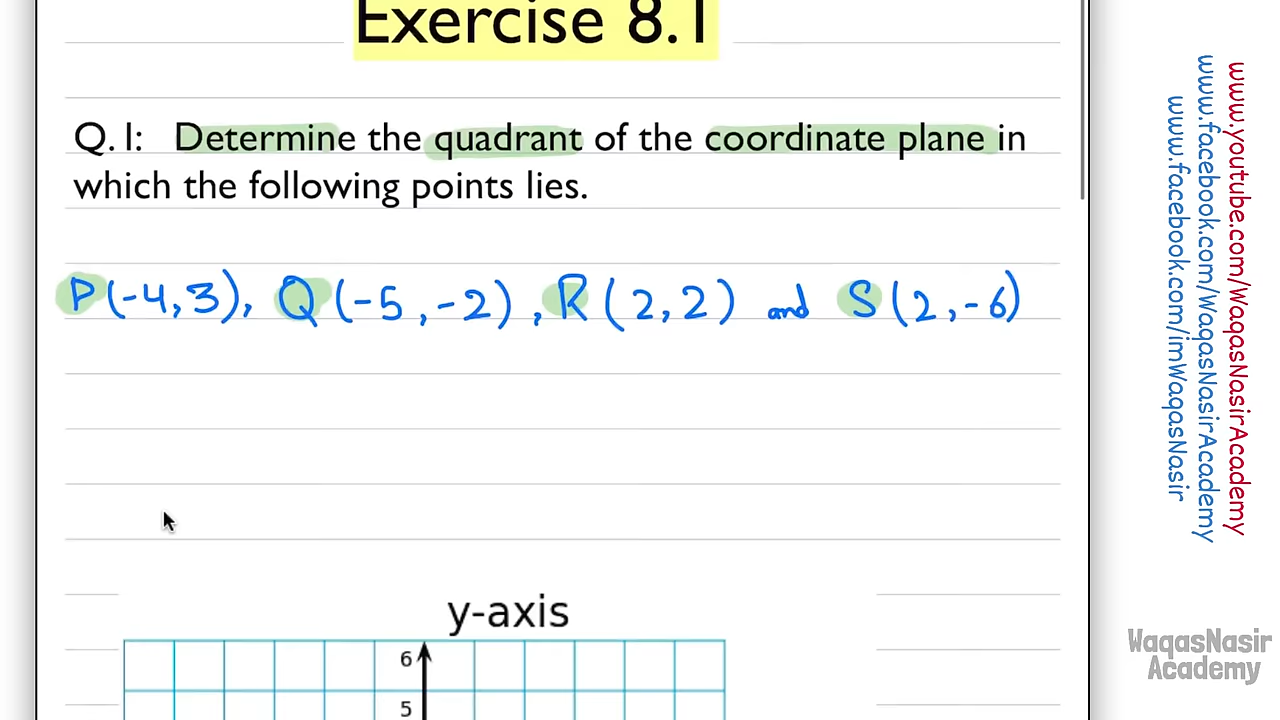 Exercise 8.1
Q.1: Determine the quadrant of the coordinate plane in
which the following points lies.
P(-4,3), Q(-5,-2), R(2,2) and S(2,-6)
y-axis
6
5
www.youtube.com/WaqasNasirAcademy
www.facebook.com/WaqasNasirAcademy
www.facebook.com/imWaqasNasir
WaqasNasir
Academy